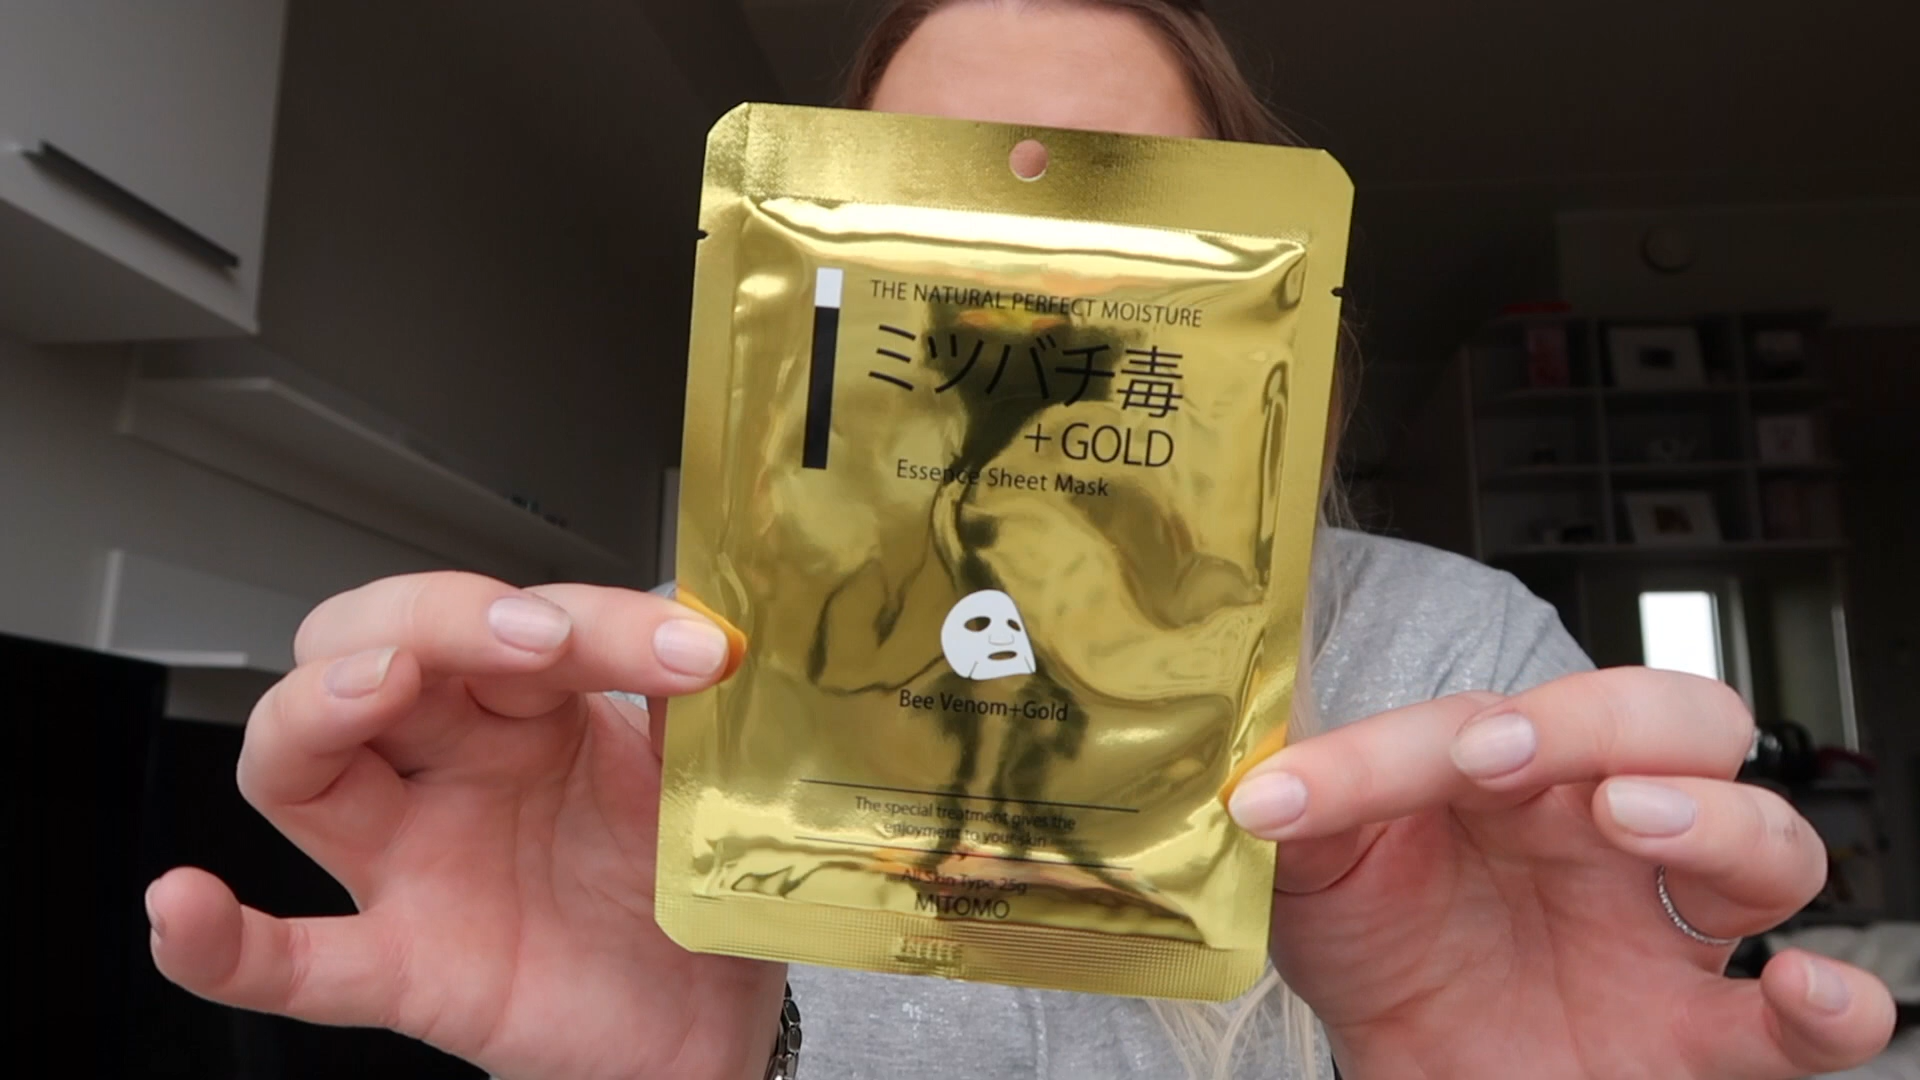 THE NATURAL PERFECT MOISTURE
ミツバチ毒
+ GOLD
Essence Sheet Mask
Bee Venom+Gold
The special treatment gives the
enjoyment to your skin
All Skin Type 25g
MITOMO